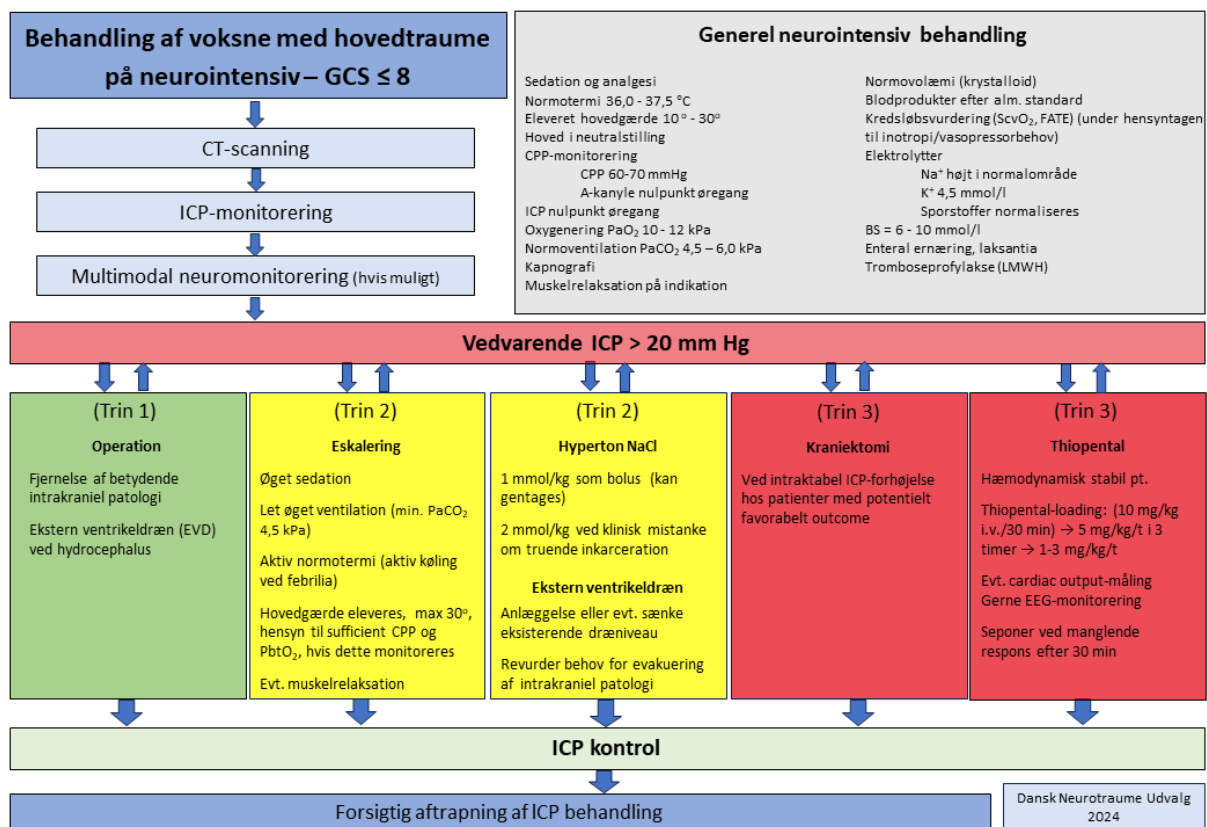 Behandling af voksne med hovedtraume
på neurointensiv – GCS ≤ 8
CT-scanning
ICP-monitorering
Multimodal neuromonitorering (hvis muligt)
Generel neurointensiv behandling
Sedation og analgesi
Normotermi 36,0 - 37,5 °C
Eleveret hovedgærde 10 ° - 30°
Hoved i neutralstilling
CPP-monitorering
CPP 60-70 mmHg
A-kanyle nulpunkt øregang
ICP nulpunkt øregang
Oxygenering PaO₂ 10 - 12 kPa
Normoventilation PaCO₂ 4,5 – 6,0 kPa
Kapnografi
Muskelrelaksation på indikation
Normovolæmi (krystalloid)
Blodprodukter efter alm. standard
Kredsløbsvurdering (ScvO₂, FATE) (under hensyntagen
til inotropi/vasopressorbehov)
Elektrolytter
Na⁺ højt i normalområde
K⁺ 4,5 mmol/l
Sporstoffer normaliseres
BS = 6 - 10 mmol/l
Enteral ernæring, laksantia
Tromboseprofylakse (LMWH)
Vedvarende ICP > 20 mm Hg
(Trin 1)
Operation
Fjernelse af betydende
intrakraniel patologi
Ekstern ventrikeldræn (EVD)
ved hydrocephalus
(Trin 2)
Eskalering
Øget sedation
Let øget ventilation (min. PaCO₂
4,5 kPa)
Aktiv normotermi (aktiv køling
ved febrilia)
Hovedgærde eleveres, max 30°,
hensyn til sufficient CPP og
PbtO₂, hvis dette monitoreres
Evt. muskelrelaksation
(Trin 2)
Hyperton NaCl
1 mmol/kg som bolus (kan
gentages)
2 mmol/kg ved klinisk mistanke
om truende inkarceration
Ekstern ventrikeldræn
Anlæggelse eller evt. sænke
eksisterende dræniveau
Revurder behov for evakuering
af intrakraniel patologi
(Trin 3)
Kraniektomi
Ved intraktabel ICP-forhøjelse
hos patienter med potentielt
favorabelt outcome
(Trin 3)
Thiopental
Hæmodynamisk stabil pt.
Thiopental-loading: (10 mg/kg
i.v./30 min) → 5 mg/kg/t i 3
timer → 1-3 mg/kg/t
Evt. cardiac output-måling
Gerne EEG-monitorering
Seponer ved manglende
respons efter 30 min
ICP kontrol
Forsigtig aftrapning af ICP behandling
Dansk Neurotraume Udvalg
2024